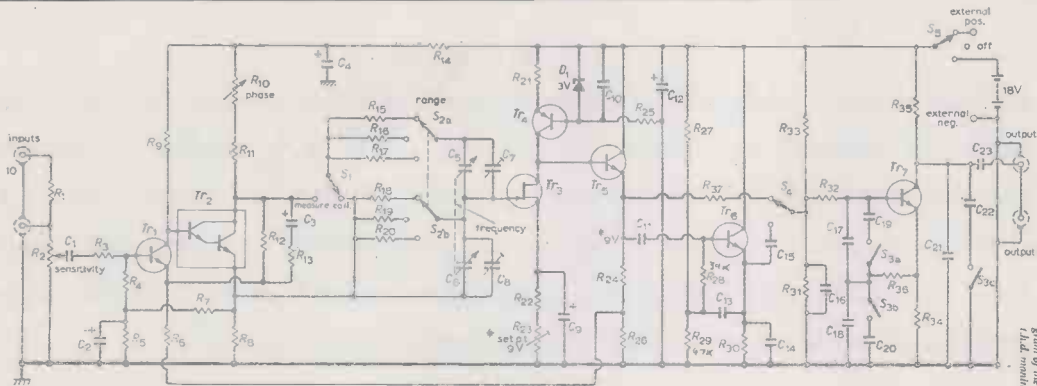 external pos.
S5
off
R14
C4
R10
phase
R21
D1
3V
C10
C12
18V
range
S2a
Tr4
R25
R35
R15
R16
R17
R9
R11
R27
R33
external neg.
inputs
10
C5
C7
output
C23
Tr2
S1
R18
R19
R20
S2b
Tr3
Tr5
Tr7
R1
measure
coil
C3
R37
S4
R32
Tr6
C22
frequency
Tr1
R12
R13
C19
C17
9V
C11
C15
R2
C1
R3
sensitivity
C6
C8
S3a
C21
output
R4
R24
R28
R31
C16
R36
S3c
R7
R22
C13
S3b
R34
C2
R5
R6
R8
R23
set pt.
9V
C9
R26
R29
47k
R30
C14
C18
C20